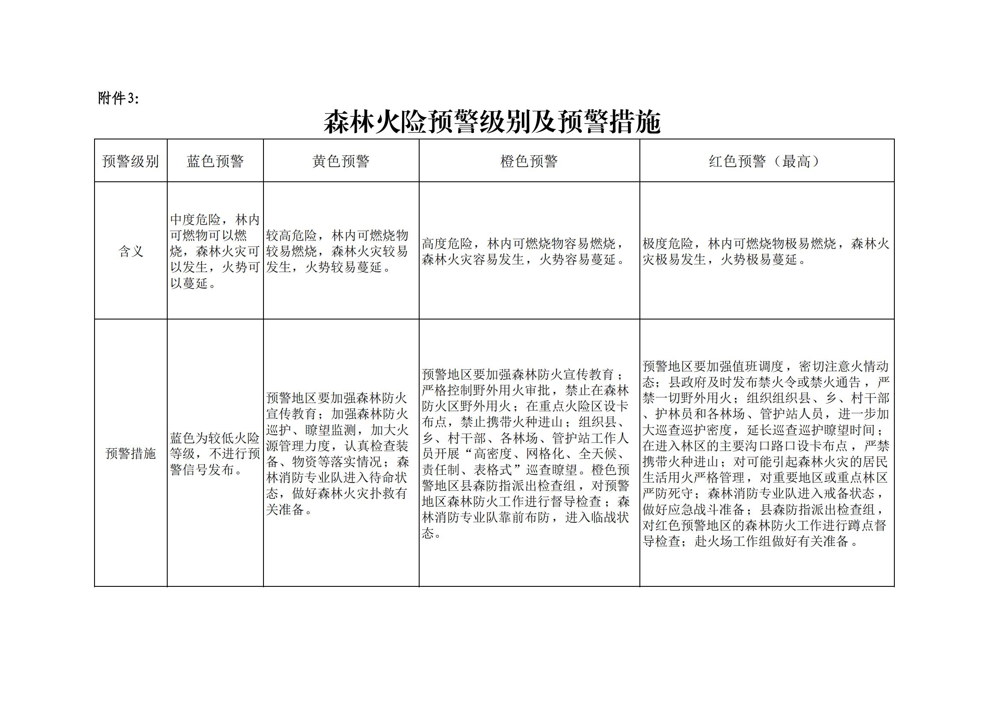 附件3：
森林火险预警级别及预警措施
预警级别
蓝色预警
黄色预警
橙色预警
红色预警（最高）
含义
中度危险，林内
可燃物可以燃
烧，森林火灾可
以发生，火势可
以蔓延。
较高危险，林内可燃烧物
较易燃烧，森林火灾较易
发生，火势较易蔓延。
高度危险，林内可燃烧物容易燃烧，
森林火灾容易发生，火势容易蔓延。
极度危险，林内可燃烧物极易燃烧，森林火
灾极易发生，火势极易蔓延。
预警措施
蓝色为较低火险
等级，不进行预
警信号发布。
预警地区要加强森林防火
宣传教育；加强森林防火
巡护、瞭望监测，加大火
源管理力度，认真检查装
备、物资等落实情况；森
林消防专业队进入待命状
态，做好森林火灾扑救有
关准备。
预警地区要加强森林防火宣传教育；
严格控制野外用火审批，禁止在森林
防火区野外用火；在重点火险区设卡
布点，禁止携带火种进山；组织县、
乡、村干部、各林场、管护站工作人
员开展“高密度、网格化、全天候、
责任制、表格式”巡查瞭望。橙色预
警地区县森防指派出检查组，对预警
地区森林防火工作进行督导检查；森
林消防专业队靠前布防，进入临战状
态。
预警地区要加强值班调度，密切注意火情动
态；县政府及时发布禁火令或禁火通告，严
禁一切野外用火；组织组织县、乡、村干部
、护林员和各林场、管护站人员，进一步加
大巡查巡护密度，延长巡查巡护瞭望时间；
在进入林区的主要沟口路口设卡布点，严禁
携带火种进山；对可能引起森林火灾的居民
生活用火严格管理，对重要地区或重点林区
严防死守；森林消防专业队进入戒备状态，
做好应急战斗准备；县森防指派出检查组，
对红色预警地区的森林防火工作进行蹲点督
导检查；赴火场工作组做好有关准备。